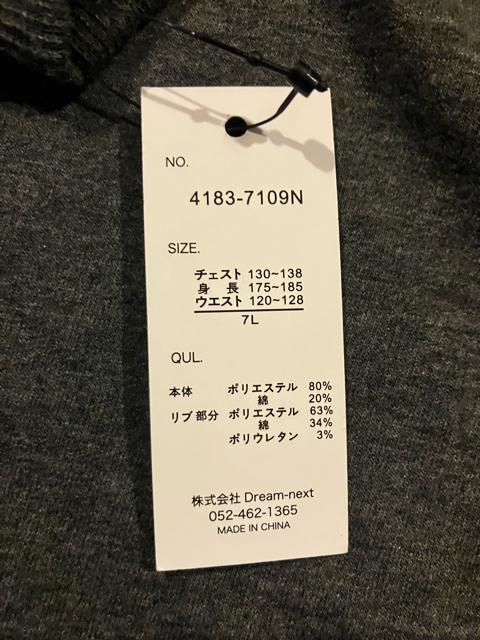 NO.
4183-7109N
SIZE.
チェスト 130~138
身 長 175~185
ウエスト 120~128
7L
QUL.
本体 ポリエステル 80%
綿 20%
リブ部分 ポリエステル 63%
綿 34%
ポリウレタン 3%
株式会社 Dream-next
052-462-1365
MADE IN CHINA